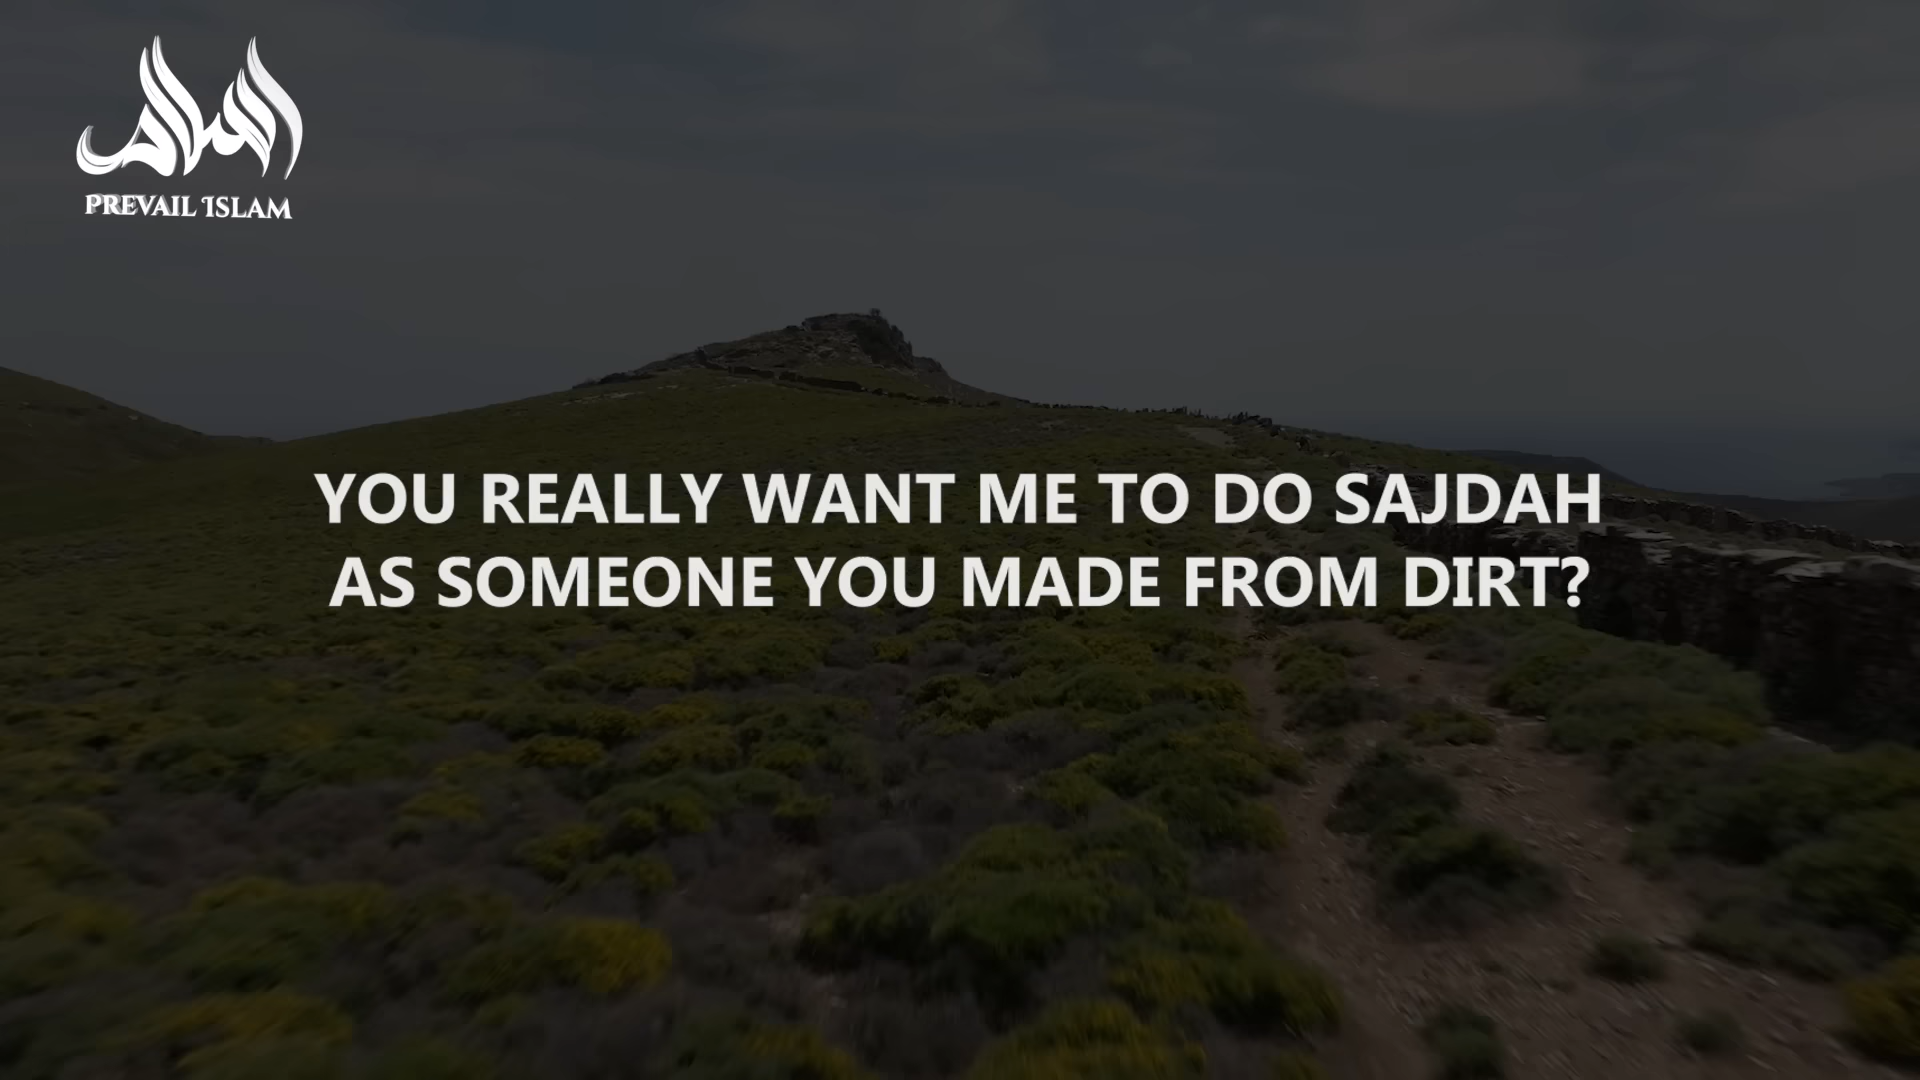 PREVAIL ISLAM
YOU REALLY WANT ME TO DO SAJDAH
AS SOMEONE YOU MADE FROM DIRT?